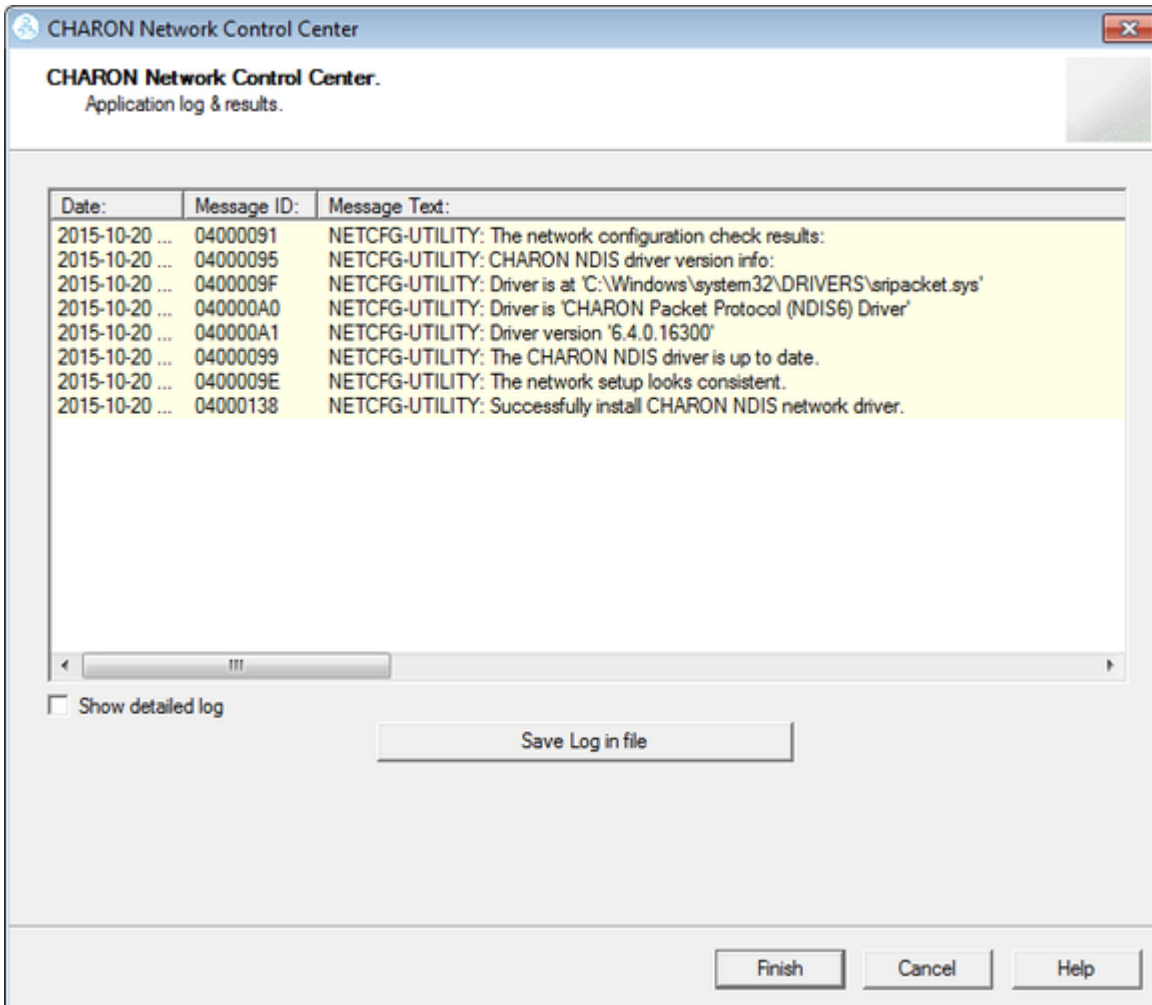 CHARON Network Control Center
CHARON Network Control Center.
Application log & results.
Date: Message ID: Message Text:
2015-10-20 ... 04000091 NETCFG-UTILITY: The network configuration check results:
2015-10-20 ... 04000095 NETCFG-UTILITY: CHARON NDIS driver version info:
2015-10-20 ... 0400009F NETCFG-UTILITY: Driver is at 'C:\Windows\system32\DRIVERS\sripacket.sys'
2015-10-20 ... 040000A0 NETCFG-UTILITY: Driver is 'CHARON Packet Protocol (NDIS6) Driver'
2015-10-20 ... 040000A1 NETCFG-UTILITY: Driver version '6.4.0.16300'
2015-10-20 ... 04000099 NETCFG-UTILITY: The CHARON NDIS driver is up to date.
2015-10-20 ... 0400009E NETCFG-UTILITY: The network setup looks consistent.
2015-10-20 ... 04000138 NETCFG-UTILITY: Successfully install CHARON NDIS network driver.
Show detailed log
Save Log in file
Finish Cancel Help